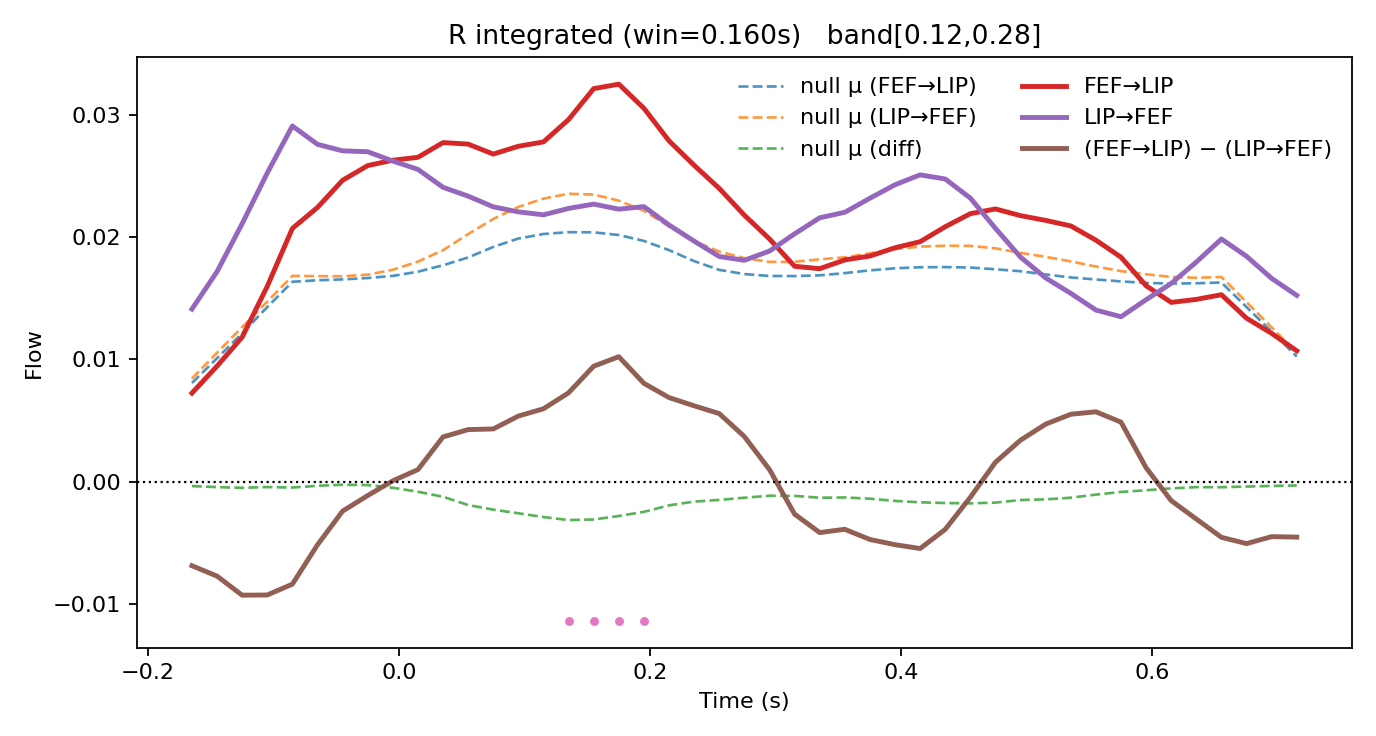 R integrated (win=0.160s)   band[0.12,0.28]
null μ (FEF→LIP)
null μ (LIP→FEF)
null μ (diff)
FEF→LIP
LIP→FEF
(FEF→LIP) − (LIP→FEF)
Flow
0.03
0.02
0.01
0.00
−0.01
−0.2
0.0
0.2
0.4
0.6
Time (s)